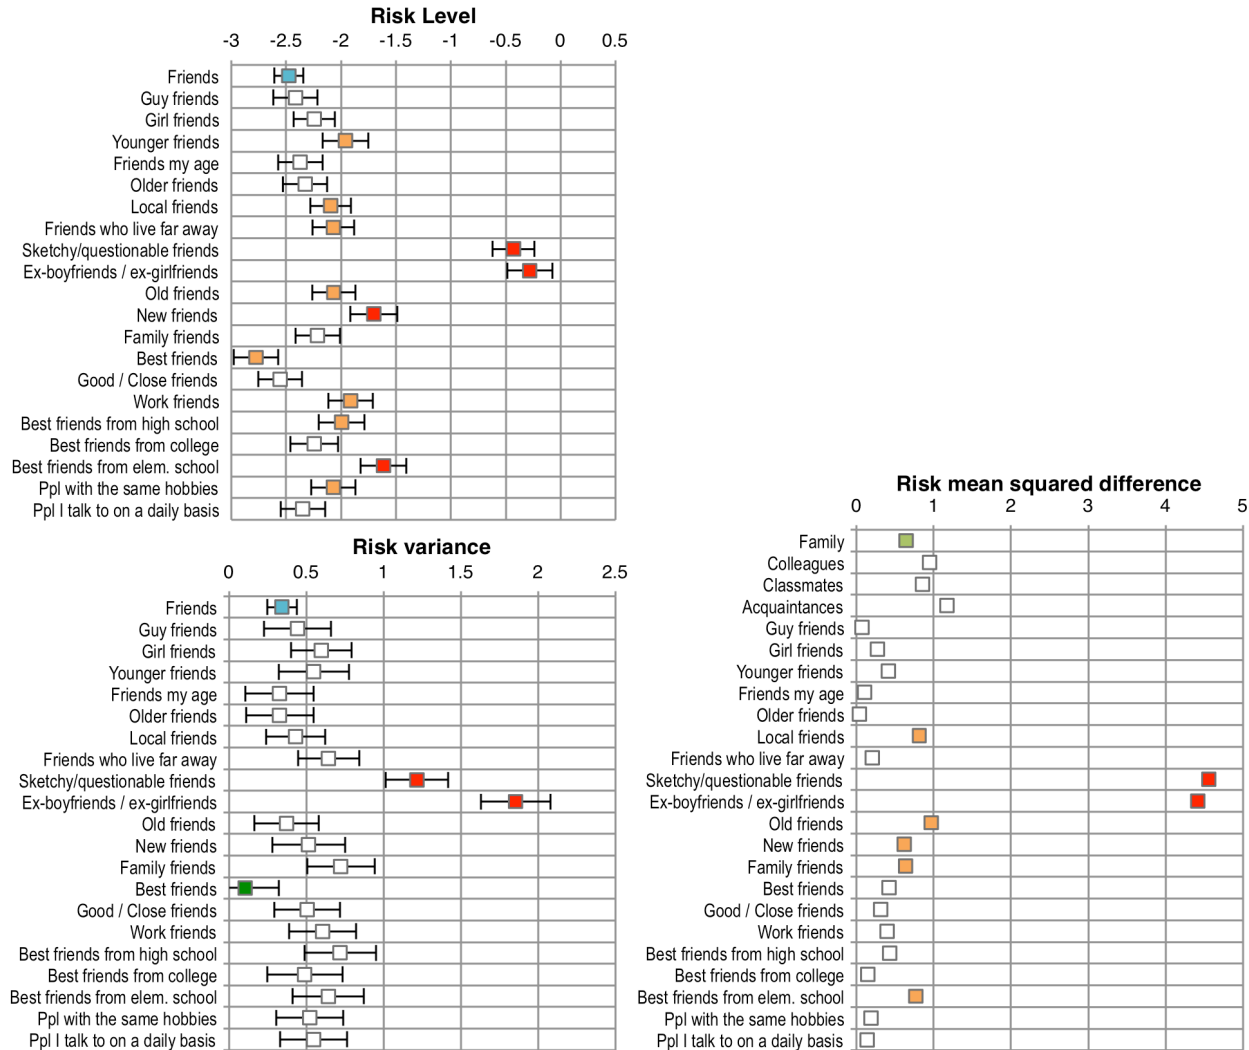 Risk Level
-3 -2.5 -2 -1.5 -1 -0.5 0 0.5
Friends
Guy friends
Girl friends
Younger friends
Friends my age
Older friends
Local friends
Friends who live far away
Sketchy/questionable friends
Ex-boyfriends / ex-girlfriends
Old friends
New friends
Family friends
Best friends
Good / Close friends
Work friends
Best friends from high school
Best friends from college
Best friends from elem. school
Ppl with the same hobbies
Ppl I talk to on a daily basis
Risk variance
0 0.5 1 1.5 2 2.5
Friends
Guy friends
Girl friends
Younger friends
Friends my age
Older friends
Local friends
Friends who live far away
Sketchy/questionable friends
Ex-boyfriends / ex-girlfriends
Old friends
New friends
Family friends
Best friends
Good / Close friends
Work friends
Best friends from high school
Best friends from college
Best friends from elem. school
Ppl with the same hobbies
Ppl I talk to on a daily basis
Risk mean squared difference
0 1 2 3 4 5
Family
Colleagues
Classmates
Acquaintances
Guy friends
Girl friends
Younger friends
Friends my age
Older friends
Local friends
Friends who live far away
Sketchy/questionable friends
Ex-boyfriends / ex-girlfriends
Old friends
New friends
Family friends
Best friends
Good / Close friends
Work friends
Best friends from high school
Best friends from college
Best friends from elem. school
Ppl with the same hobbies
Ppl I talk to on a daily basis